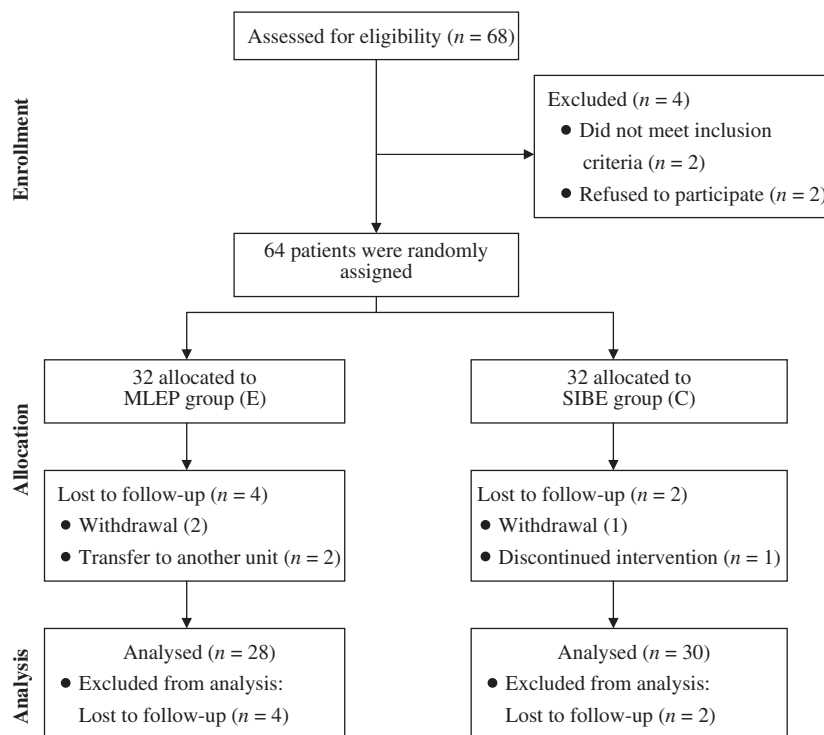 Assessed for eligibility (n = 68)
Enrollment
Excluded (n = 4)
● Did not meet inclusion
criteria (n = 2)
● Refused to participate (n = 2)
64 patients were randomly
assigned
Allocation
32 allocated to
MLEP group (E)
32 allocated to
SIBE group (C)
Lost to follow-up (n = 4)
● Withdrawal (2)
● Transfer to another unit (n = 2)
Lost to follow-up (n = 2)
● Withdrawal (1)
● Discontinued intervention (n = 1)
Analysis
Analysed (n = 28)
● Excluded from analysis:
Lost to follow-up (n = 4)
Analysed (n = 30)
● Excluded from analysis:
Lost to follow-up (n = 2)